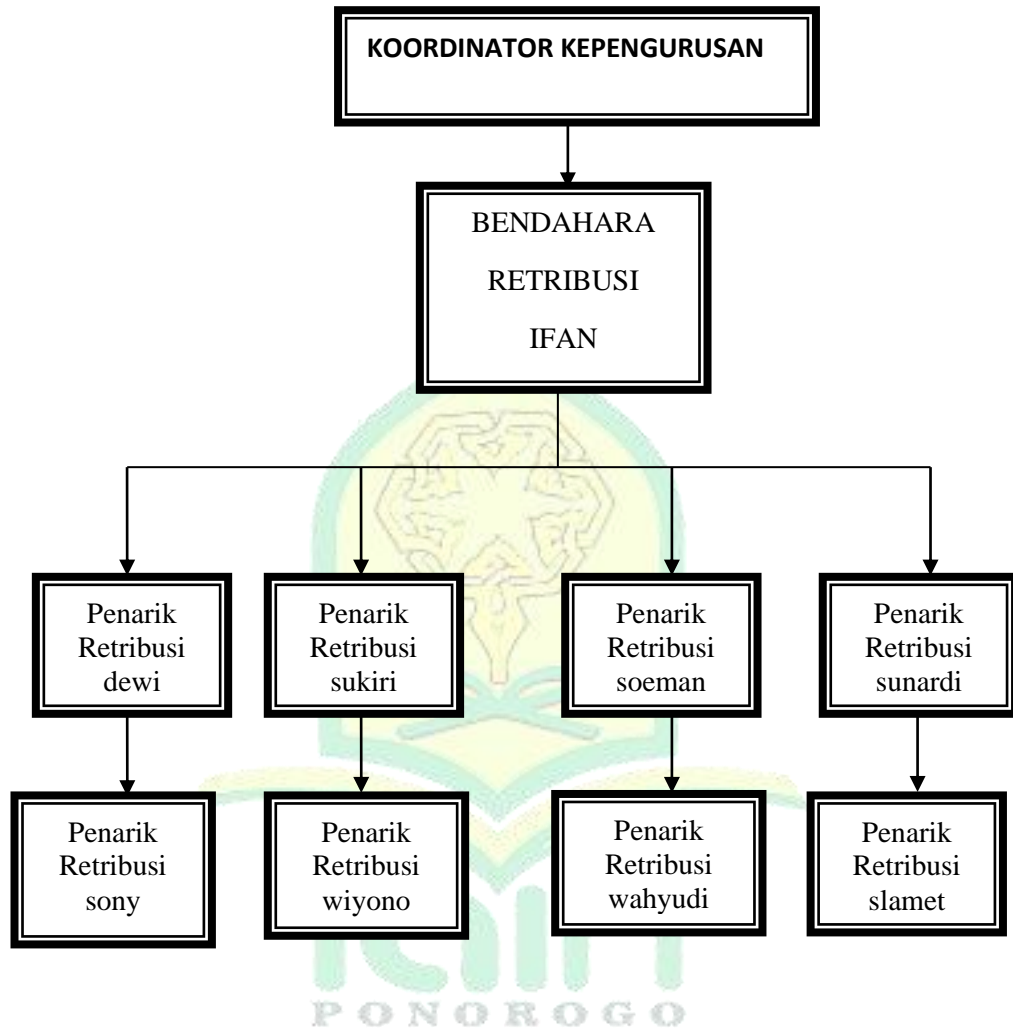 KOORDINATOR KEPENGURUSAN
BENDAHARA
RETRIBUSI
IFAN
Penarik
Retribusi
dewi
Penarik
Retribusi
sukiri
Penarik
Retribusi
soeman
Penarik
Retribusi
sunardi
Penarik
Retribusi
sony
Penarik
Retribusi
wiyono
Penarik
Retribusi
wahyudi
Penarik
Retribusi
slamet
PONOROGO